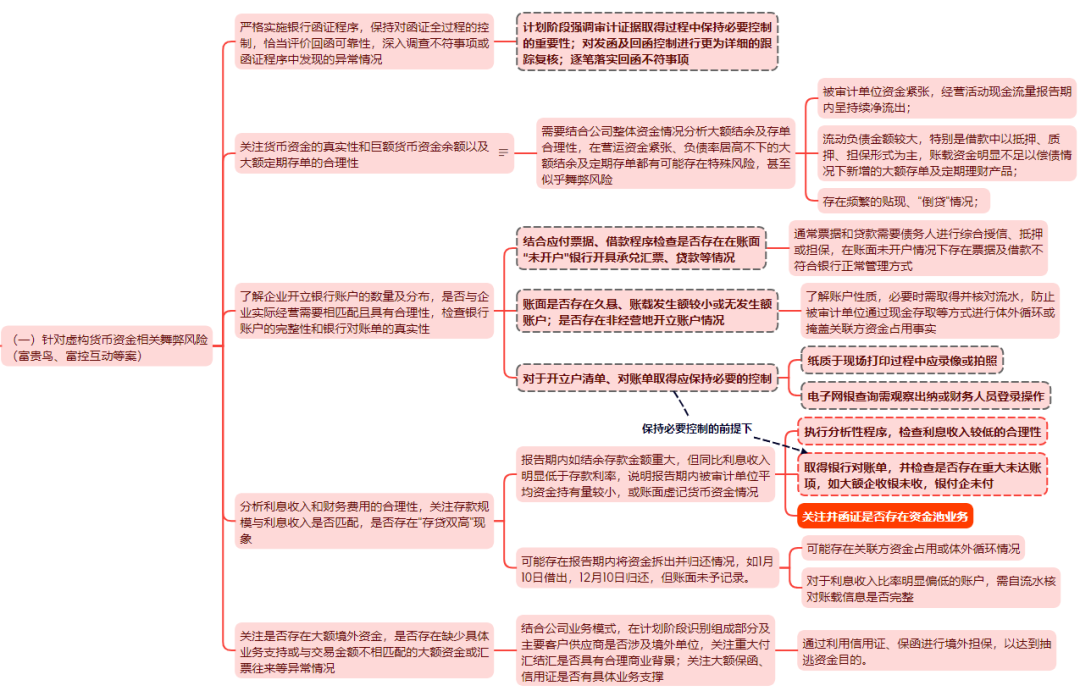 （一）针对虚构货币资金相关舞弊风险
（富贵鸟、富控互动等案）
严格实施银行函证程序，保持对函证全过程的控
制，恰当评价回函可靠性，深入调查不符事项或
函证程序中发现的异常情况
计划阶段强调审计证据取得过程中保持必要控制
的重要性；对发函及回函控制进行更为详细的跟
踪复核；逐笔落实回函不符事项
关注货币资金的真实性和巨额货币资金余额以及
大额定期存单的合理性
需要结合公司整体资金情况分析大额结余及存单
合理性，在营运资金紧张、负债率居高不下的大
额结余及定期存单都有可能存在特殊风险，甚至
似乎舞弊风险
被审计单位资金紧张，经营活动现金流量报告期
内呈持续净流出；
流动负债金额较大，特别是借款中以抵押、质
押、担保形式为主，账载资金明显不足以偿债情
况下新增的大额存单及定期理财产品；
存在频繁的贴现、“倒贷”情况；
了解企业开立银行账户的数量及分布，是否与企
业实际经营需要相匹配且具有合理性，检查银行
账户的完整性和银行对账单的真实性
结合应付票据、借款程序检查是否存在在账面
“未开户”银行开具承兑汇票、贷款等情况
通常票据和贷款需要债务人进行综合授信、抵押
或担保，在账面未开户情况下存在票据及借款不
符合银行正常管理方式
账面是否存在久悬、账载发生额较小或无发生额
账户；是否存在非经营地开立账户情况
了解账户性质，必要时需取得并核对流水，防止
被审计单位通过现金存取等方式进行体外循环或
掩盖关联方资金占用事实
对于开立户清单、对账单取得应保持必要的控制
纸质于现场打印过程中应录像或拍照
电子网银查询需观察出纳或财务人员登录操作
保持必要控制的前提下
分析利息收入和财务费用的合理性，关注存款规
模与利息收入是否匹配，是否存在“存贷双高”现
象
报告期内如结余存款金额重大，但同比利息收入
明显低于存款利率，说明报告期内被审计单位平
均资金持有量较小，或账面虚记货币资金情况
执行分析性程序，检查利息收入较低的合理性
取得银行对账单，并检查是否存在重大未达账
项，如大额企收银未收，银付企未付
关注并函证是否存在资金池业务
可能存在报告期内将资金拆出并归还情况，如1月
10日借出，12月10日归还，但账面未予记录。
可能存在关联方资金占用或体外循环情况
对于利息收入比率明显偏低的账户，需自流水核
对账载信息是否完整
关注是否存在大额境外资金，是否存在缺少具体
业务支持或与交易金额不相匹配的大额资金或汇
票往来等异常情况
结合公司业务模式，在计划阶段识别组成部分及
主要客户供应商是否涉及境外单位，关注重大付
汇结汇是否具有合理商业背景；关注大额保函、
信用证是否有具体业务支撑
通过利用信用证、保函进行境外担保，以达到抽
逃资金目的。